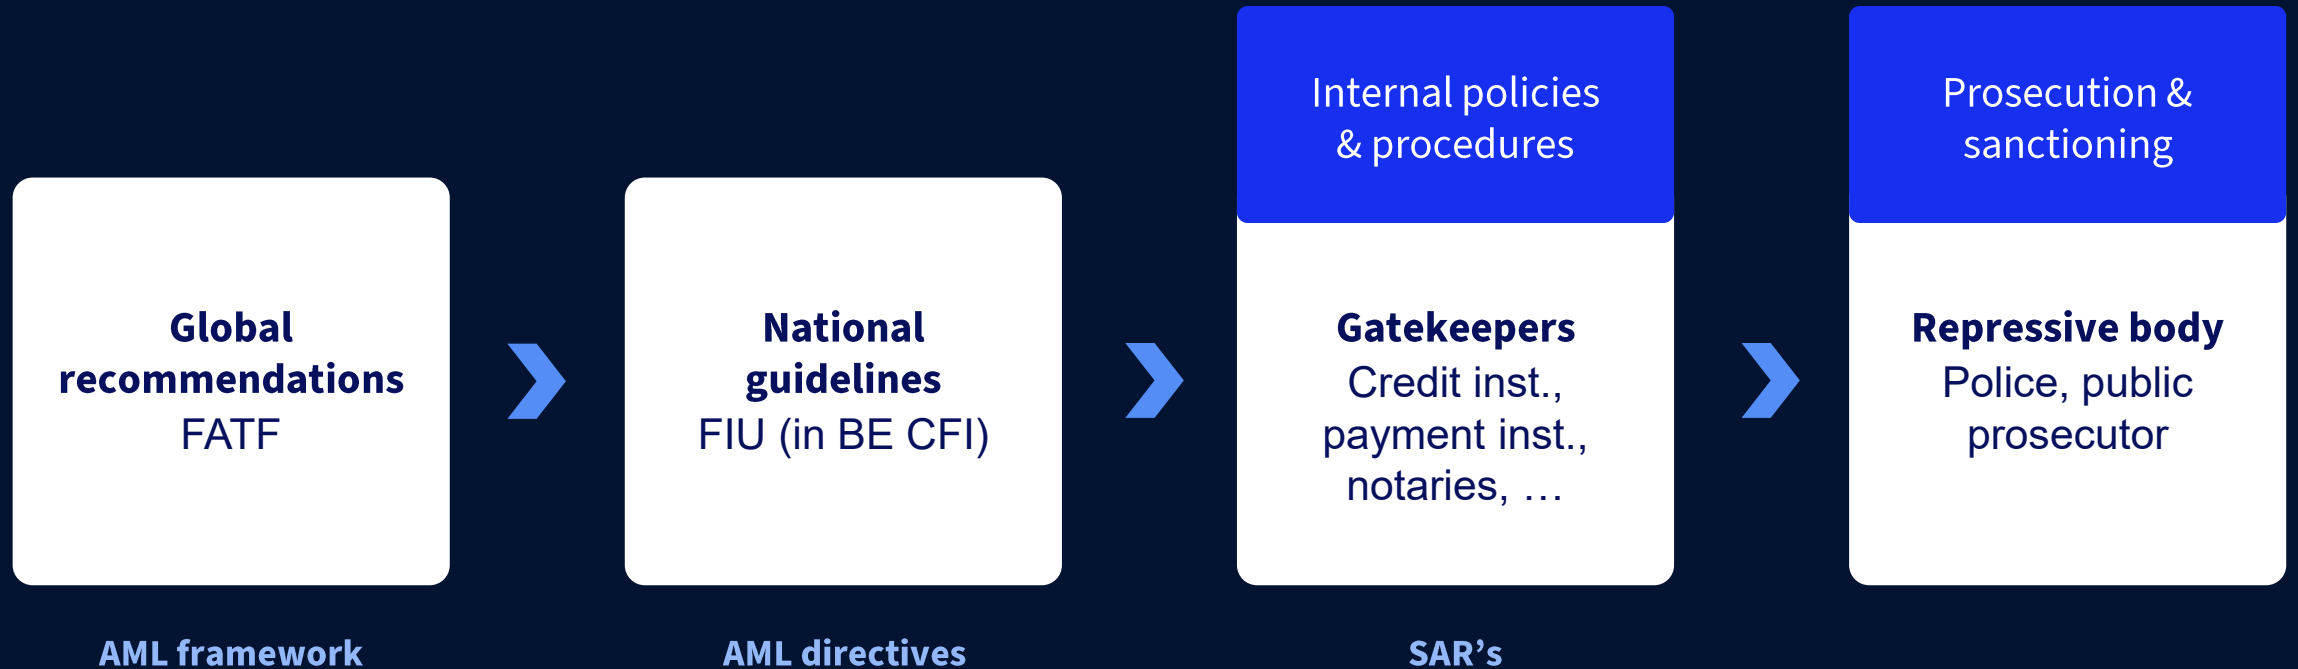 Global
recommendations
FATF
AML framework
National
guidelines
FIU (in BE CFI)
AML directives
Internal policies
& procedures
Gatekeepers
Credit inst.,
payment inst.,
notaries, …
SAR’s
Prosecution &
sanctioning
Repressive body
Police, public
prosecutor